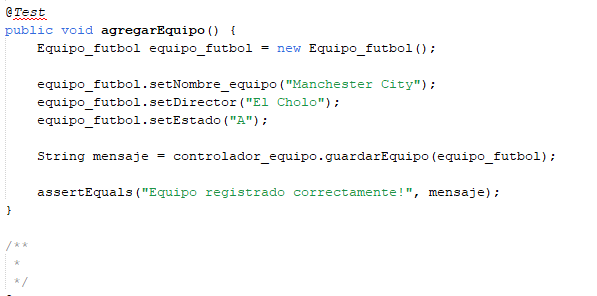 @Test
public void agregarEquipo() {
Equipo_futbol equipo_futbol = new Equipo_futbol();
equipo_futbol.setNombre_equipo("Manchester City");
equipo_futbol.setDirector("El Cholo");
equipo_futbol.setEstado("A");
String mensaje = controlador_equipo.guardarEquipo(equipo_futbol);
assertEquals("Equipo registrado correctamente!", mensaje);
}
/**
*
*/